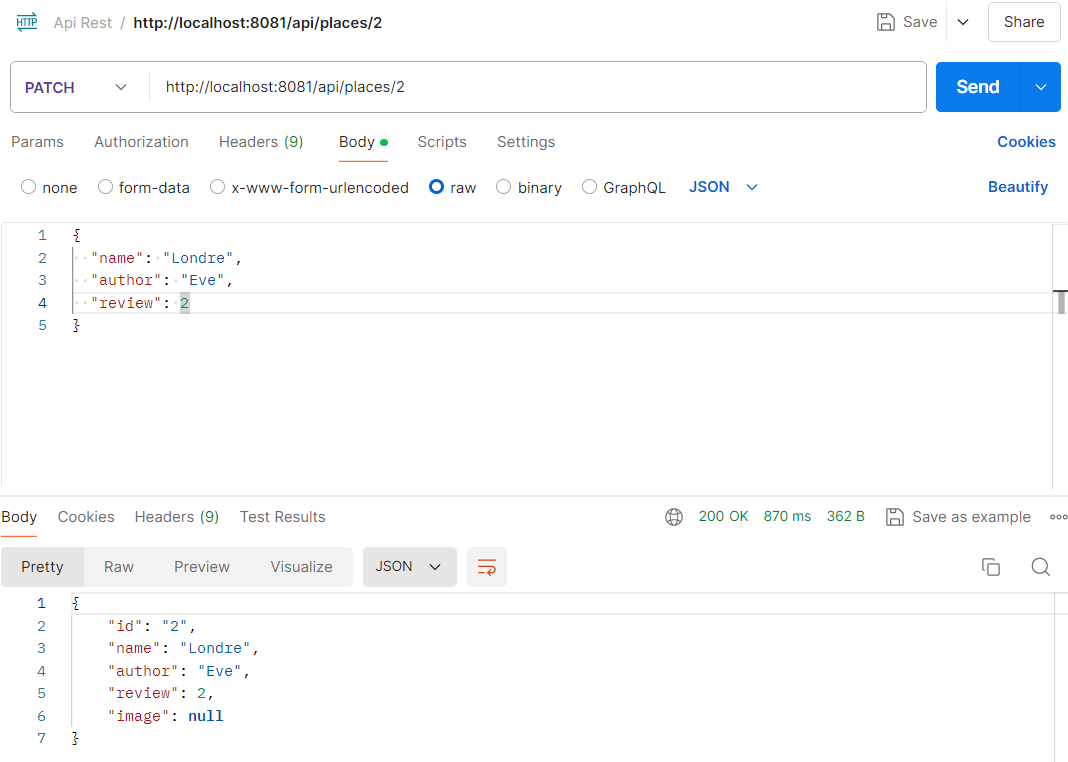 HTTP Api Rest / http://localhost:8081/api/places/2 Save Share
PATCH http://localhost:8081/api/places/2 Send
Params Authorization Headers (9) Body Scripts Settings Cookies
none form-data x-www-form-urlencoded raw binary GraphQL JSON Beautify
1 {
2 "name": "Londre",
3 "author": "Eve",
4 "review": 2
5 }
Body Cookies Headers (9) Test Results 200 OK 870 ms 362 B Save as example
Pretty Raw Preview Visualize JSON
1 {
2 "id": "2",
3 "name": "Londre",
4 "author": "Eve",
5 "review": 2,
6 "image": null
7 }